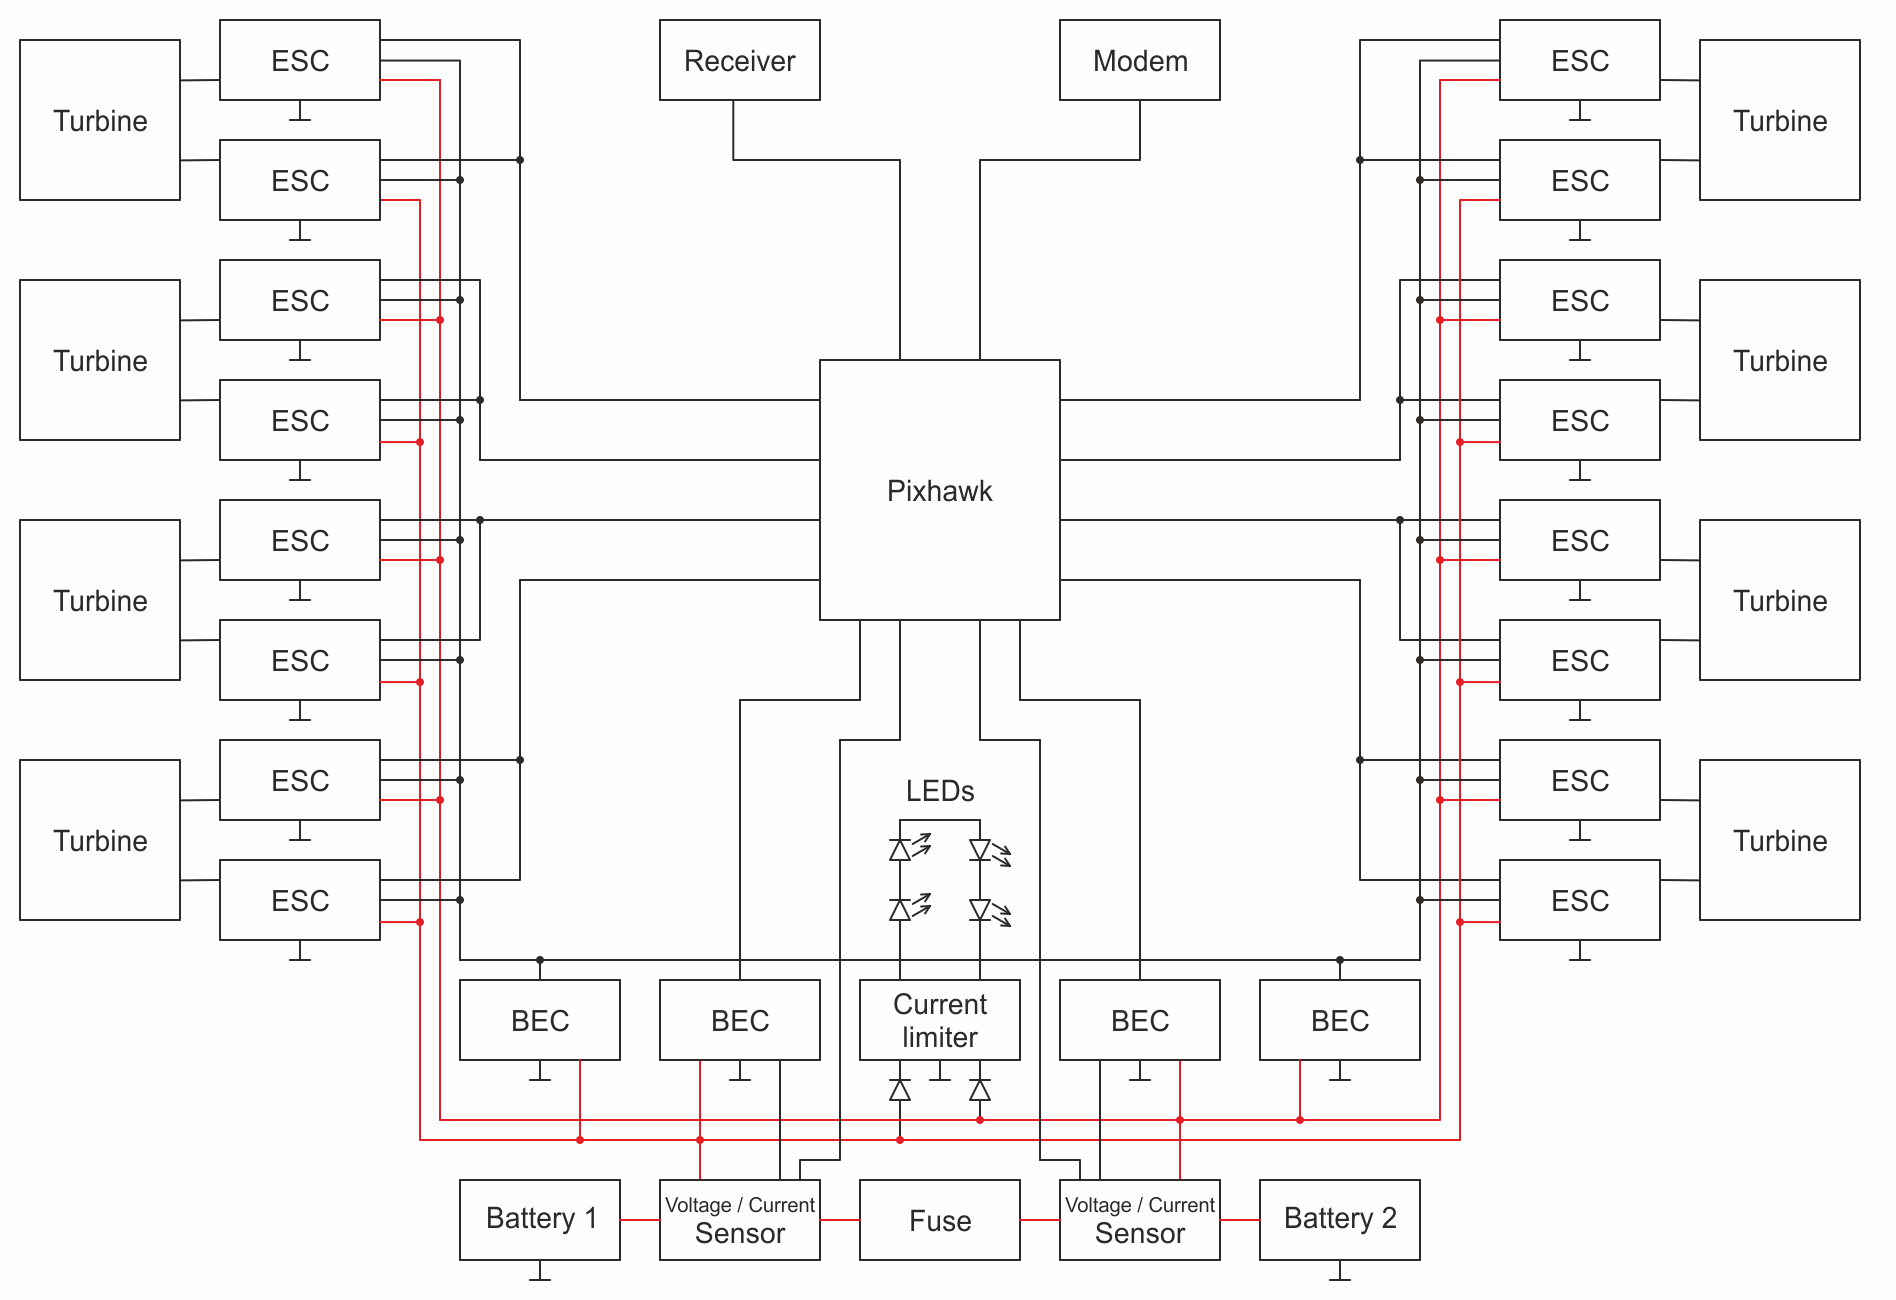 ESC
Receiver
Modem
ESC
Turbine
Turbine
ESC
ESC
ESC
ESC
Turbine
Turbine
ESC
ESC
Pixhawk
ESC
ESC
Turbine
Turbine
ESC
ESC
ESC
ESC
LEDs
Turbine
Turbine
ESC
ESC
BEC
BEC
Current
limiter
BEC
BEC
Battery 1
Voltage / Current
Sensor
Fuse
Voltage / Current
Sensor
Battery 2